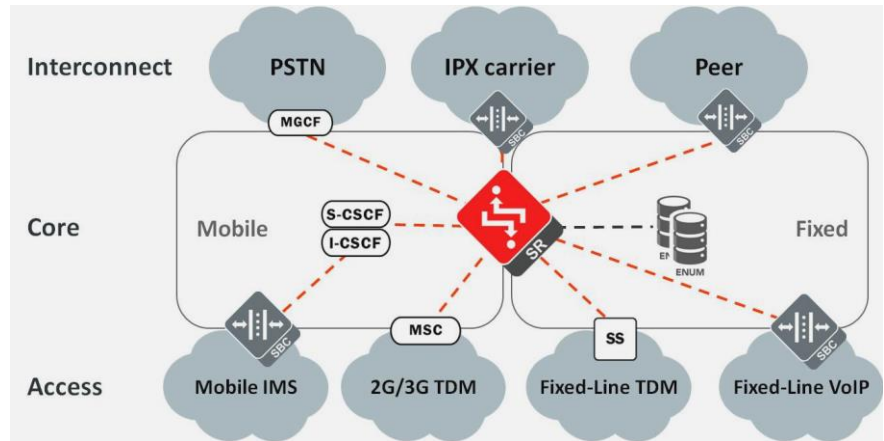 Interconnect
PSTN
IPX carrier
Peer
MGCF
SBC
SBC
Core
Mobile
S-CSCF
I-CSCF
SR
ENUM
Fixed
SBC
MSC
SS
SBC
Access
Mobile IMS
2G/3G TDM
Fixed-Line TDM
Fixed-Line VoIP